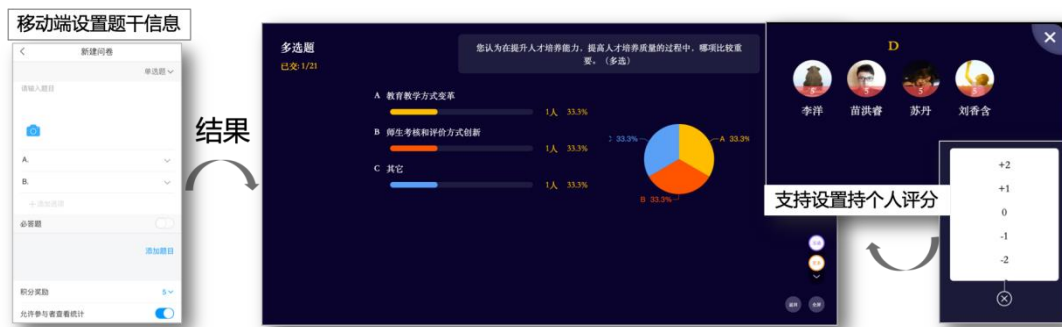 移动端设置题干信息
新建问卷
单选题
请输入题目
A.
B.
添加选项
必答题
添加题目
积分奖励 5
允许参与者查看统计
结果
多选题
已交: 1/21
您认为在提升人才培养能力,提高人才培养质量的过程中,哪项比较重
要。(多选)
A 教育教学方式变革
1人 33.3%
B 师生考核和评价方式创新
1人 33.3%
C 其它
1人 33.3%
33.3%
A 33.3%
B 33.3%
D
5 5 5 5
李洋 苗洪睿 苏丹 刘香含
支持设置持个人评分
+2
+1
0
-1
-2